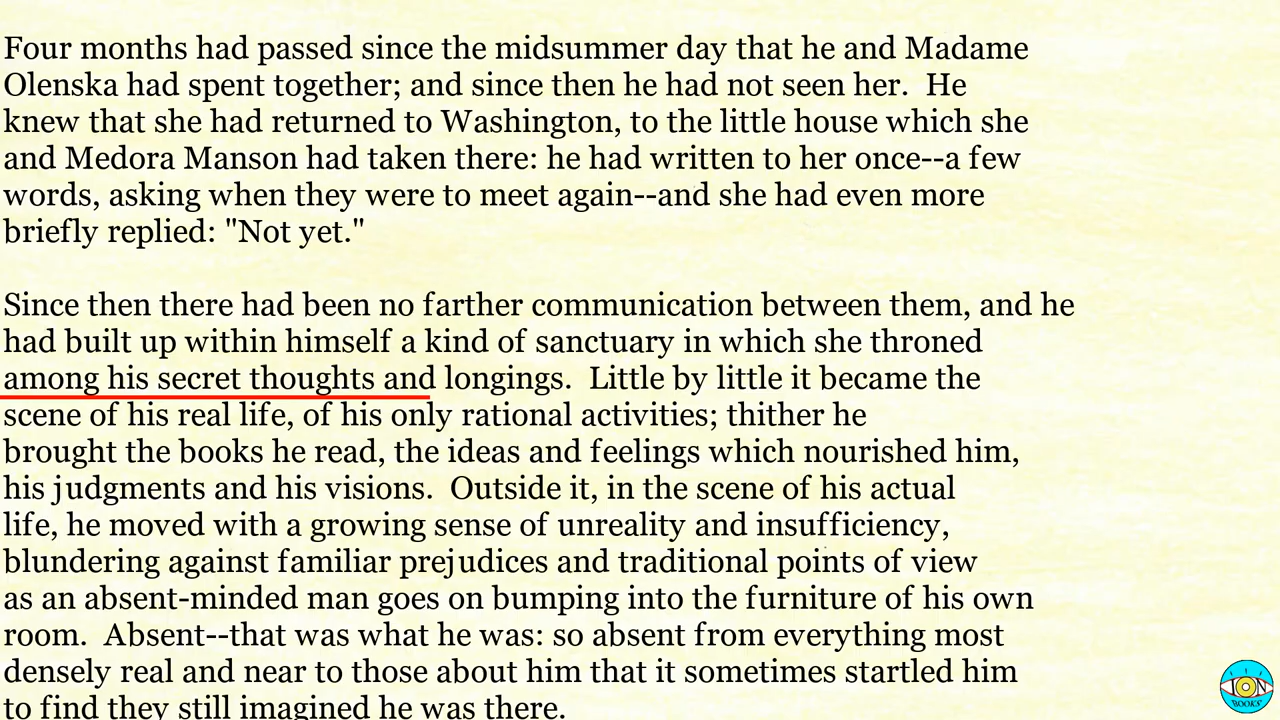 Four months had passed since the midsummer day that he and Madame
Olenska had spent together; and since then he had not seen her.  He
knew that she had returned to Washington, to the little house which she
and Medora Manson had taken there: he had written to her once--a few
words, asking when they were to meet again--and she had even more
briefly replied: "Not yet."

Since then there had been no farther communication between them, and he
had built up within himself a kind of sanctuary in which she throned
among his secret thoughts and longings.  Little by little it became the
scene of his real life, of his only rational activities; thither he
brought the books he read, the ideas and feelings which nourished him,
his judgments and his visions.  Outside it, in the scene of his actual
life, he moved with a growing sense of unreality and insufficiency,
blundering against familiar prejudices and traditional points of view
as an absent-minded man goes on bumping into the furniture of his own
room.  Absent--that was what he was: so absent from everything most
densely real and near to those about him that it sometimes startled him
to find they still imagined he was there.
ION
BOOKS